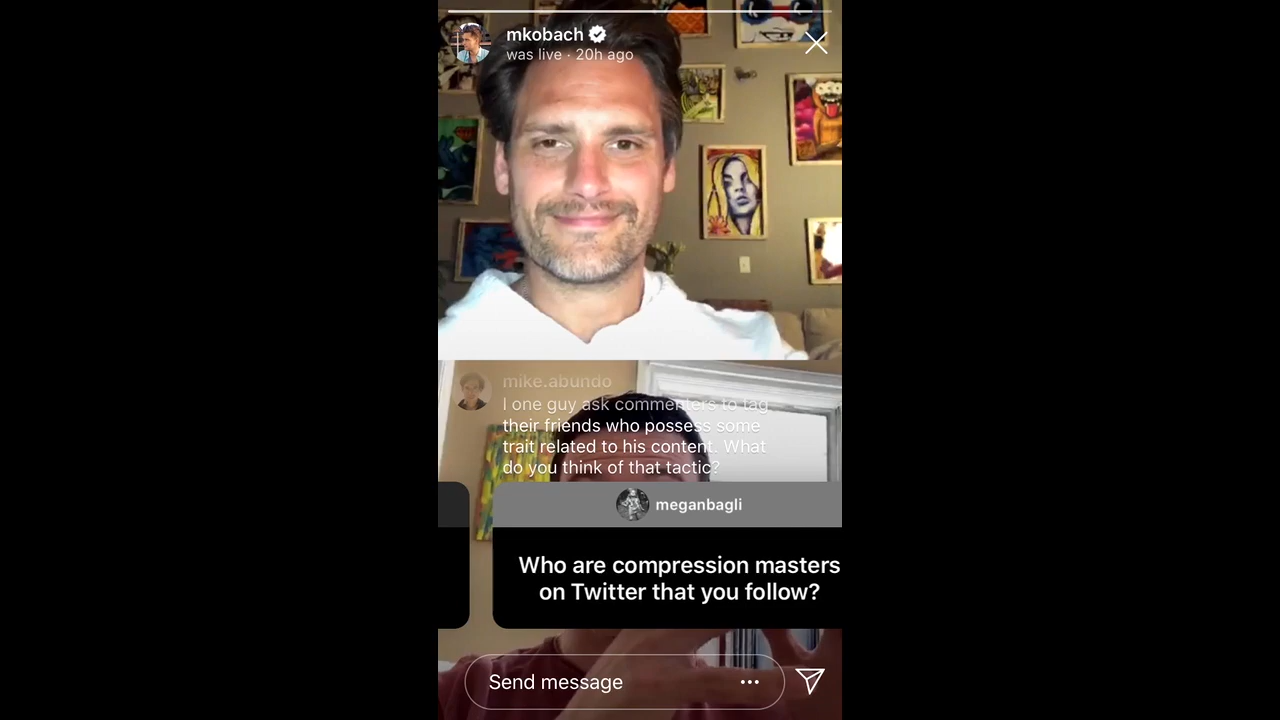 mkobach
was live · 20h ago
mike.abundo
I one guy ask commenters to tag
their friends who possess some
trait related to his content. What
do you think of that tactic?
meganbagli
Who are compression masters
on Twitter that you follow?
Send message